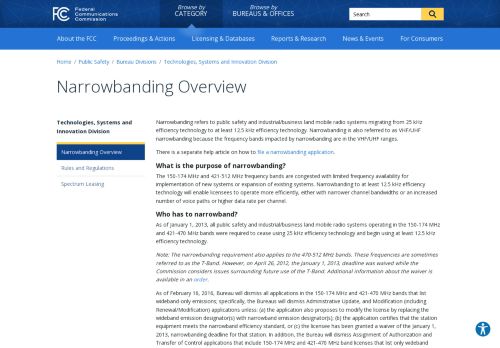 FCC Federal Communications Commission
Browse by CATEGORY
Browse by BUREAUS & OFFICES
Search
About the FCC Proceedings & Actions Licensing & Databases Reports & Research News & Events For Consumers
Home / Public Safety / Bureau Divisions / Technologies, Systems and Innovation Division
Narrowbanding Overview
Technologies, Systems and
Innovation Division
Narrowbanding Overview
Rules and Regulations
Spectrum Leasing
Narrowbanding refers to public safety and industrial/business land mobile radio systems migrating from 25 kHz
efficiency technology to at least 12.5 kHz efficiency technology. Narrowbanding is also referred to as VHF/UHF
narrowbanding because the frequency bands impacted by narrowbanding are in the VHF/UHF ranges.
There is a separate help article on how to file a narrowbanding application.
What is the purpose of narrowbanding?
The 150-174 MHz and 421-512 MHz frequency bands are congested with limited frequency availability for
implementation of new systems or expansion of existing systems. Narrowbanding to at least 12.5 kHz efficiency
technology will enable licensees to operate more efficiently, either with narrower channel bandwidths or an increased
number of voice paths or higher data rate per channel.
Who has to narrowband?
As of January 1, 2013, all public safety and industrial/business land mobile radio systems operating in the 150-174 MHz
and 421-470 MHz bands were required to cease using 25 kHz efficiency technology and begin using at least 12.5 kHz
efficiency technology.
Note: The narrowbanding requirement also applies to the 470-512 MHz bands. These frequencies are sometimes
referred to as the T-Band. However, on April 26, 2012, the January 1, 2013, deadline was waived while the
Commission considers issues surrounding future use of the T-Band. Additional information about the waiver is
available in an order.
As of February 16, 2016, Bureau will dismiss all applications in the 150-174 MHz and 421-470 MHz bands that list
wideband-only emissions; specifically, the Bureaus will dismiss Administrative Update, and Modification (including
Renewal/Modification) applications unless: (a) the application also proposes to modify the license by replacing the
wideband emission designator(s) with narrowband emission designator(s); (b) the application certifies that the station
equipment meets the narrowband efficiency standard, or (c) the licensee has been granted a waiver of the January 1,
2013, narrowbanding deadline for that station. In addition, the Bureau will dismiss Assignment of Authorization and
Transfer of Control applications that include 150-174 MHz and 421-470 MHz band licenses that list only wideband